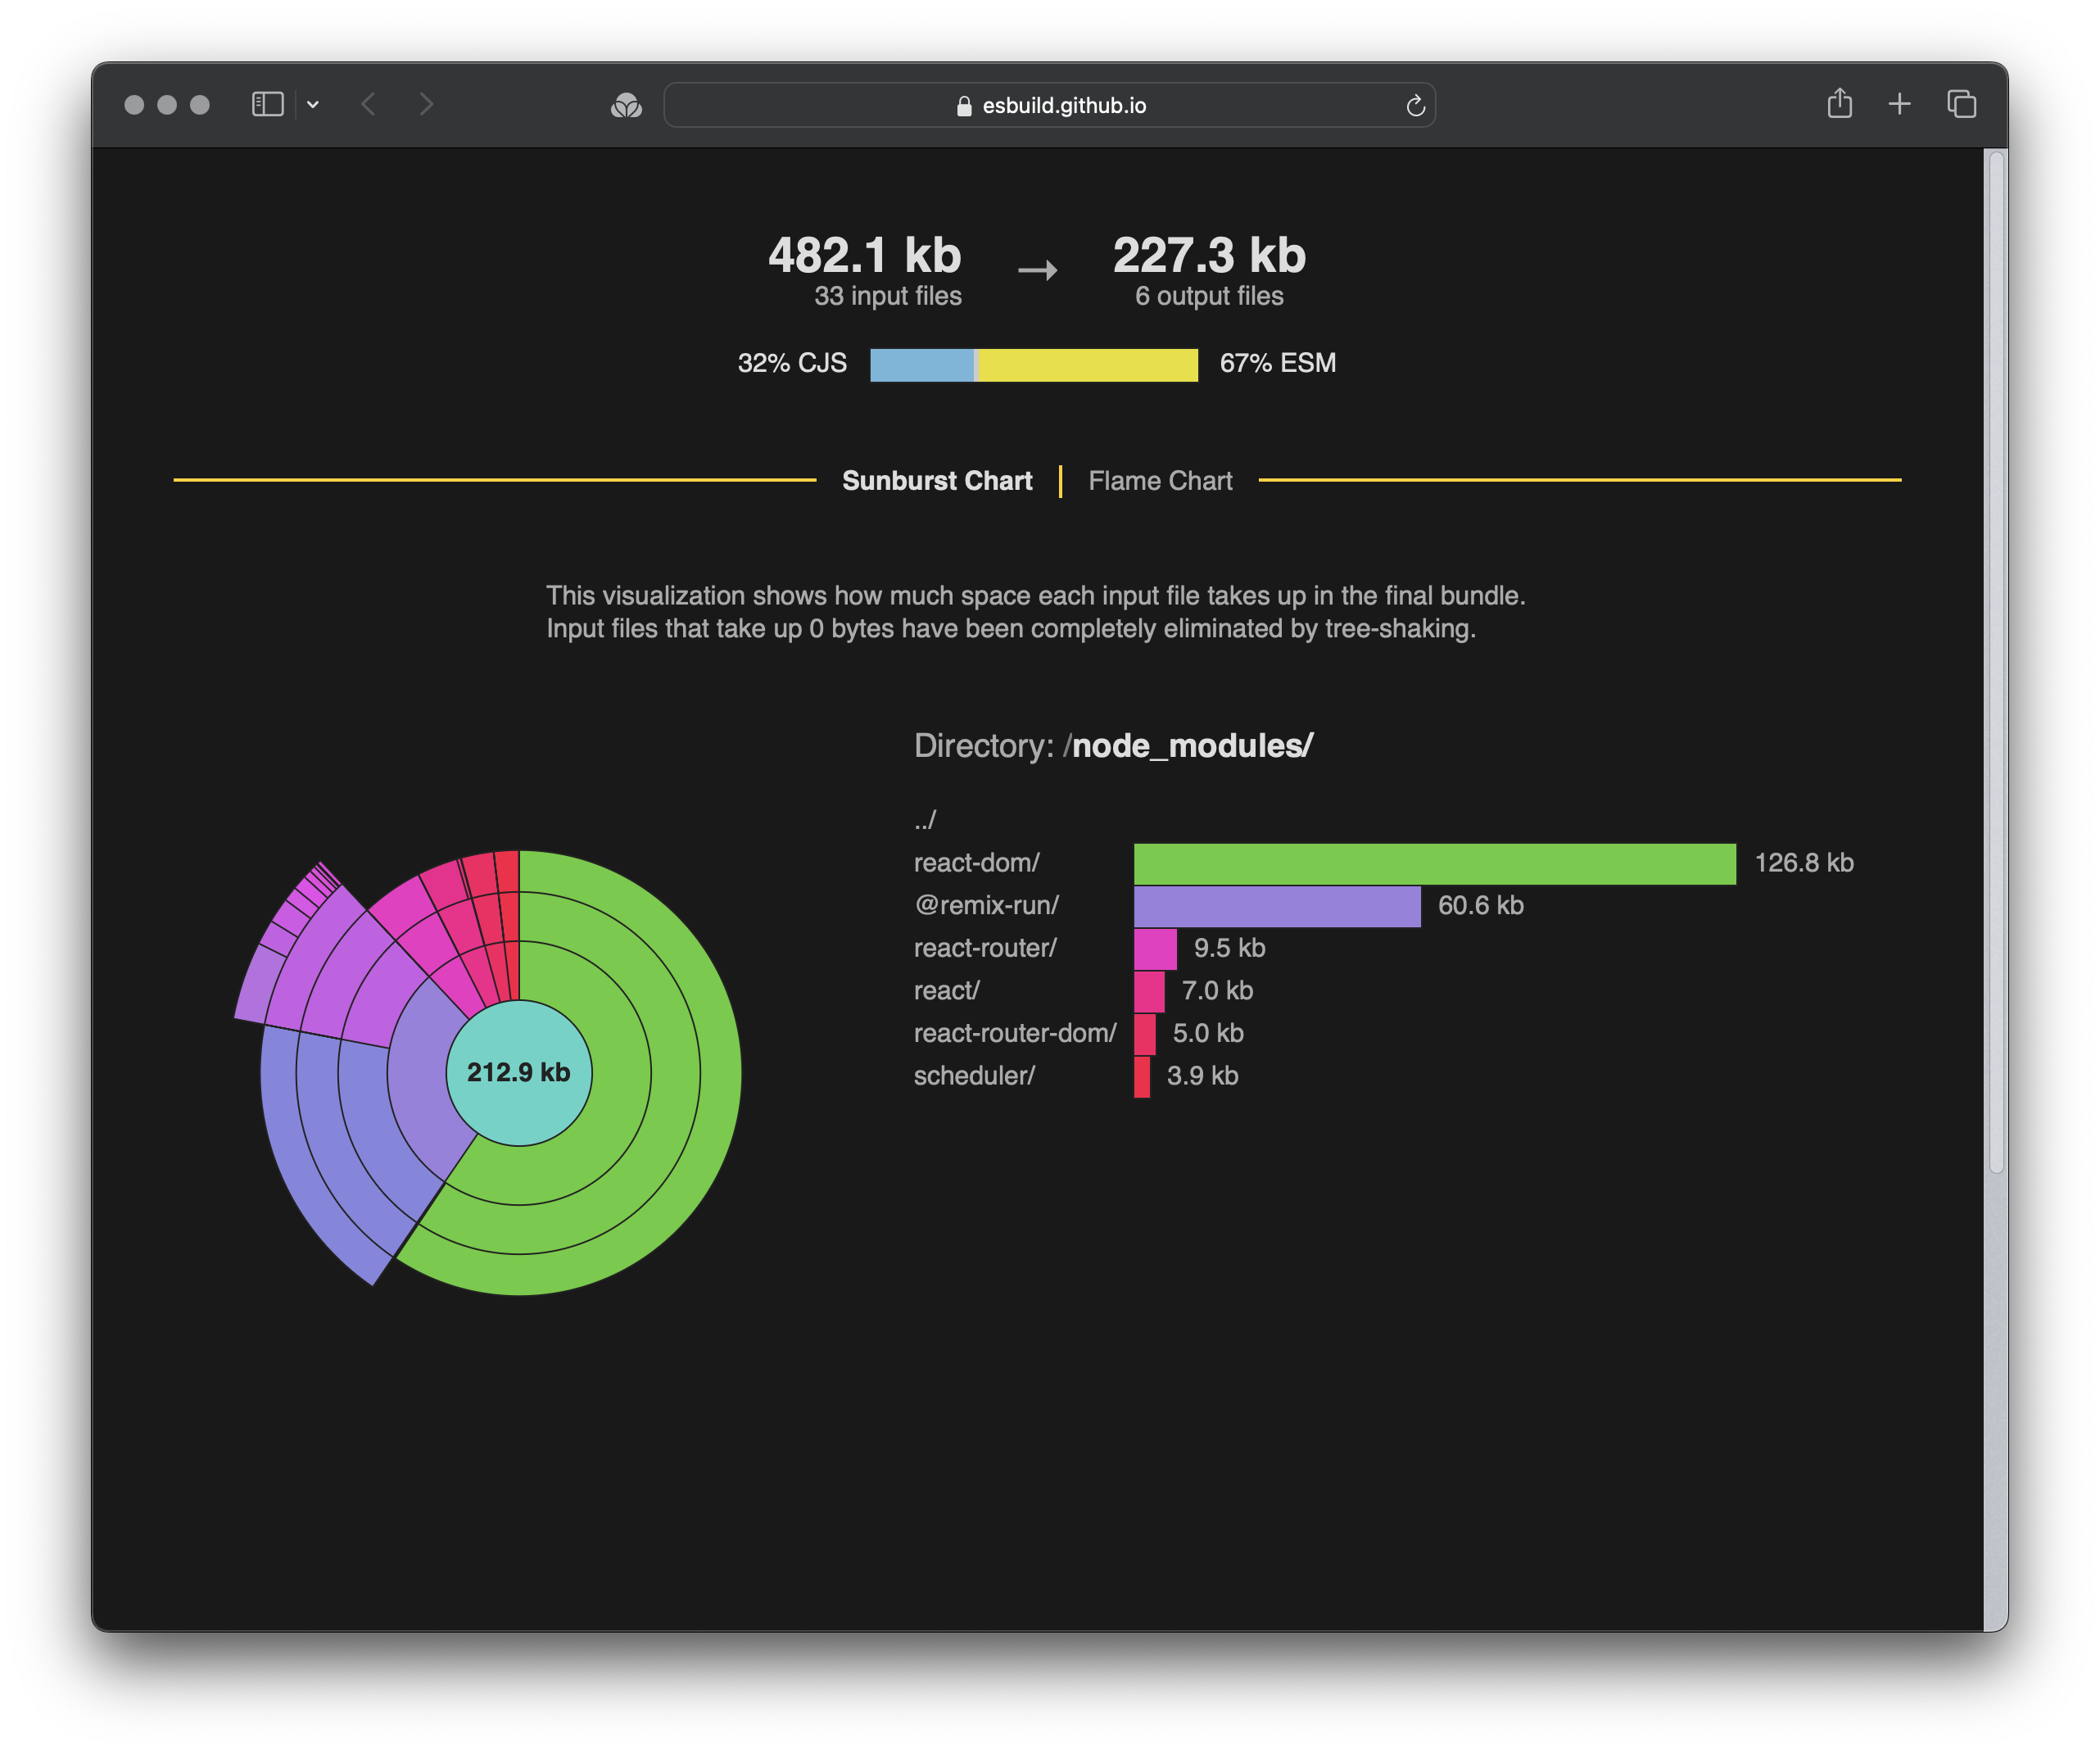 esbuild.github.io
482.1 kb → 227.3 kb
33 input files 6 output files
32% CJS 67% ESM
Sunburst Chart | Flame Chart
This visualization shows how much space each input file takes up in the final bundle.
Input files that take up 0 bytes have been completely eliminated by tree-shaking.
Directory: /node_modules/
../
react-dom/ 126.8 kb
@remix-run/ 60.6 kb
react-router/ 9.5 kb
react/ 7.0 kb
react-router-dom/ 5.0 kb
scheduler/ 3.9 kb
212.9 kb